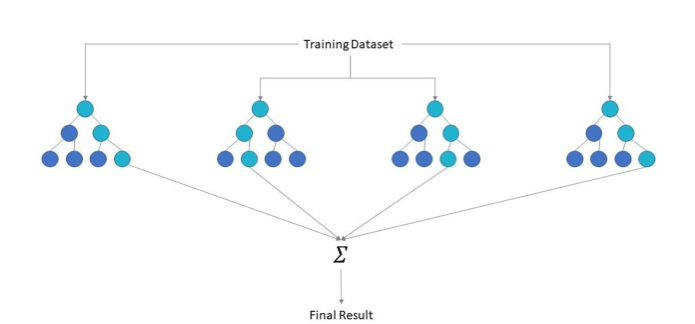 Training Dataset
Σ
Final Result